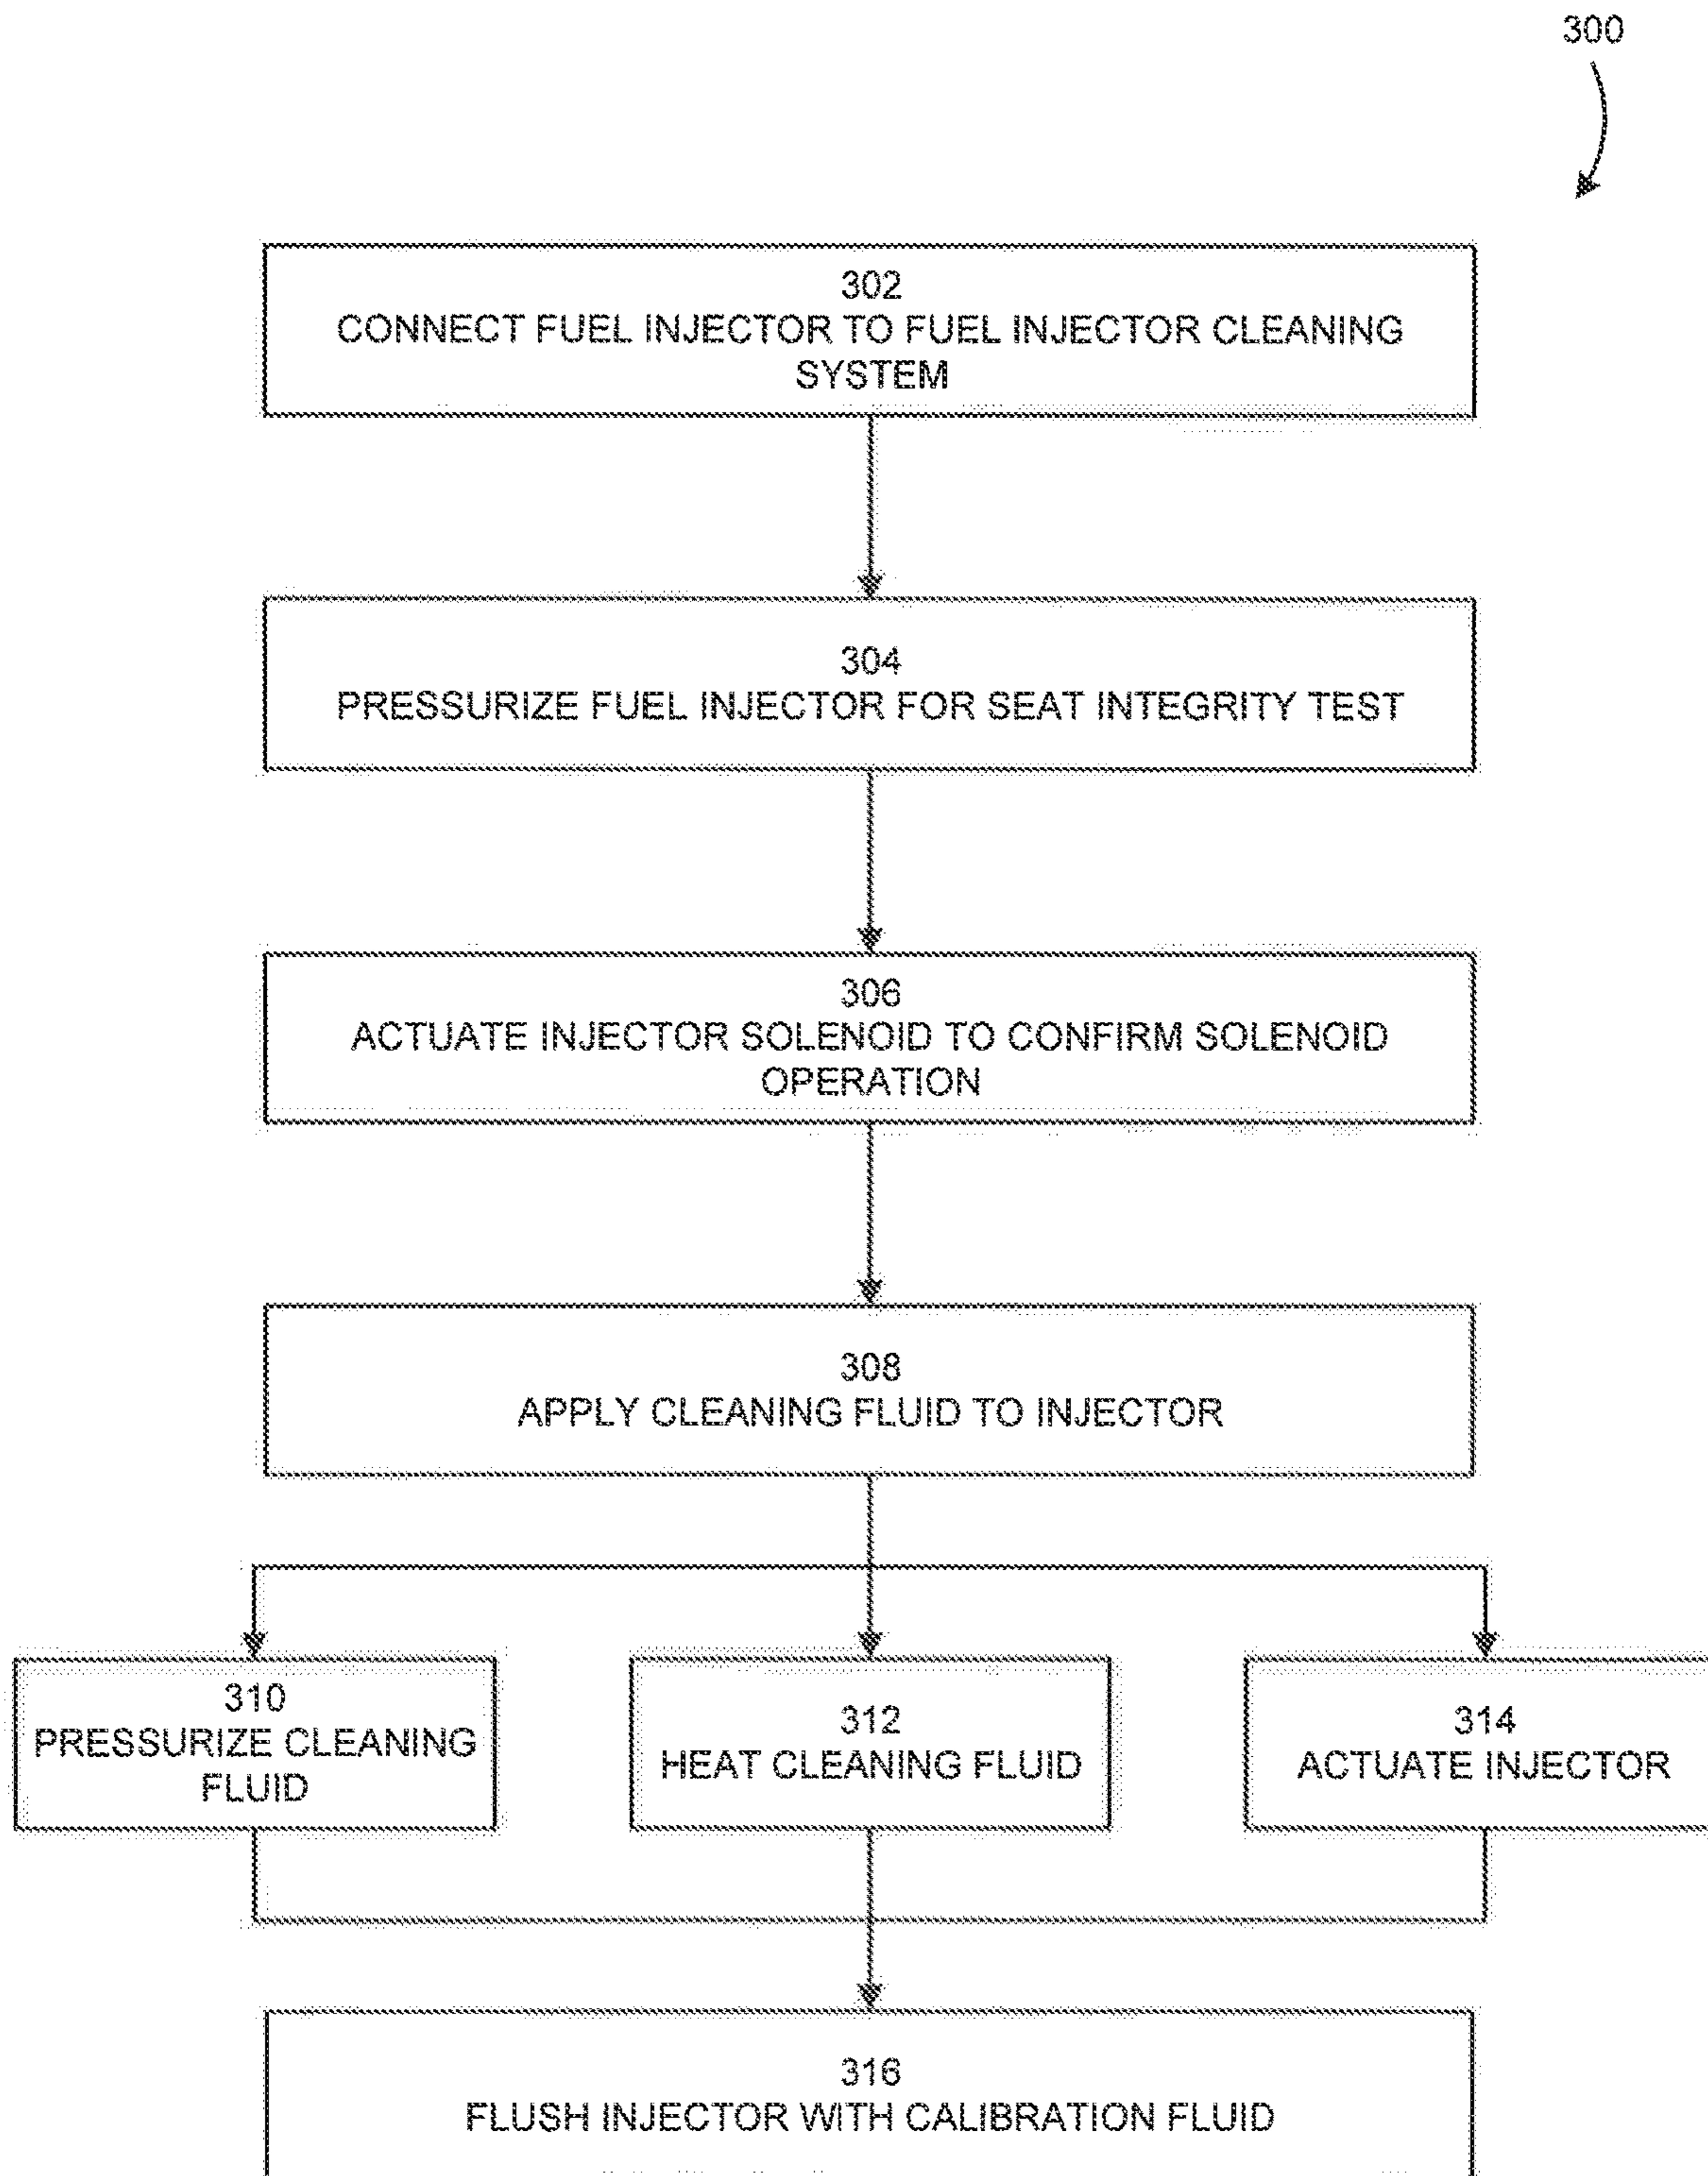 300
302
CONNECT FUEL INJECTOR TO FUEL INJECTOR CLEANING
SYSTEM
304
PRESSURIZE FUEL INJECTOR FOR SEAT INTEGRITY TEST
306
ACTUATE INJECTOR SOLENOID TO CONFIRM SOLENOID
OPERATION
308
APPLY CLEANING FLUID TO INJECTOR
310
PRESSURIZE CLEANING
FLUID
312
HEAT CLEANING FLUID
314
ACTUATE INJECTOR
316
FLUSH INJECTOR WITH CALIBRATION FLUID